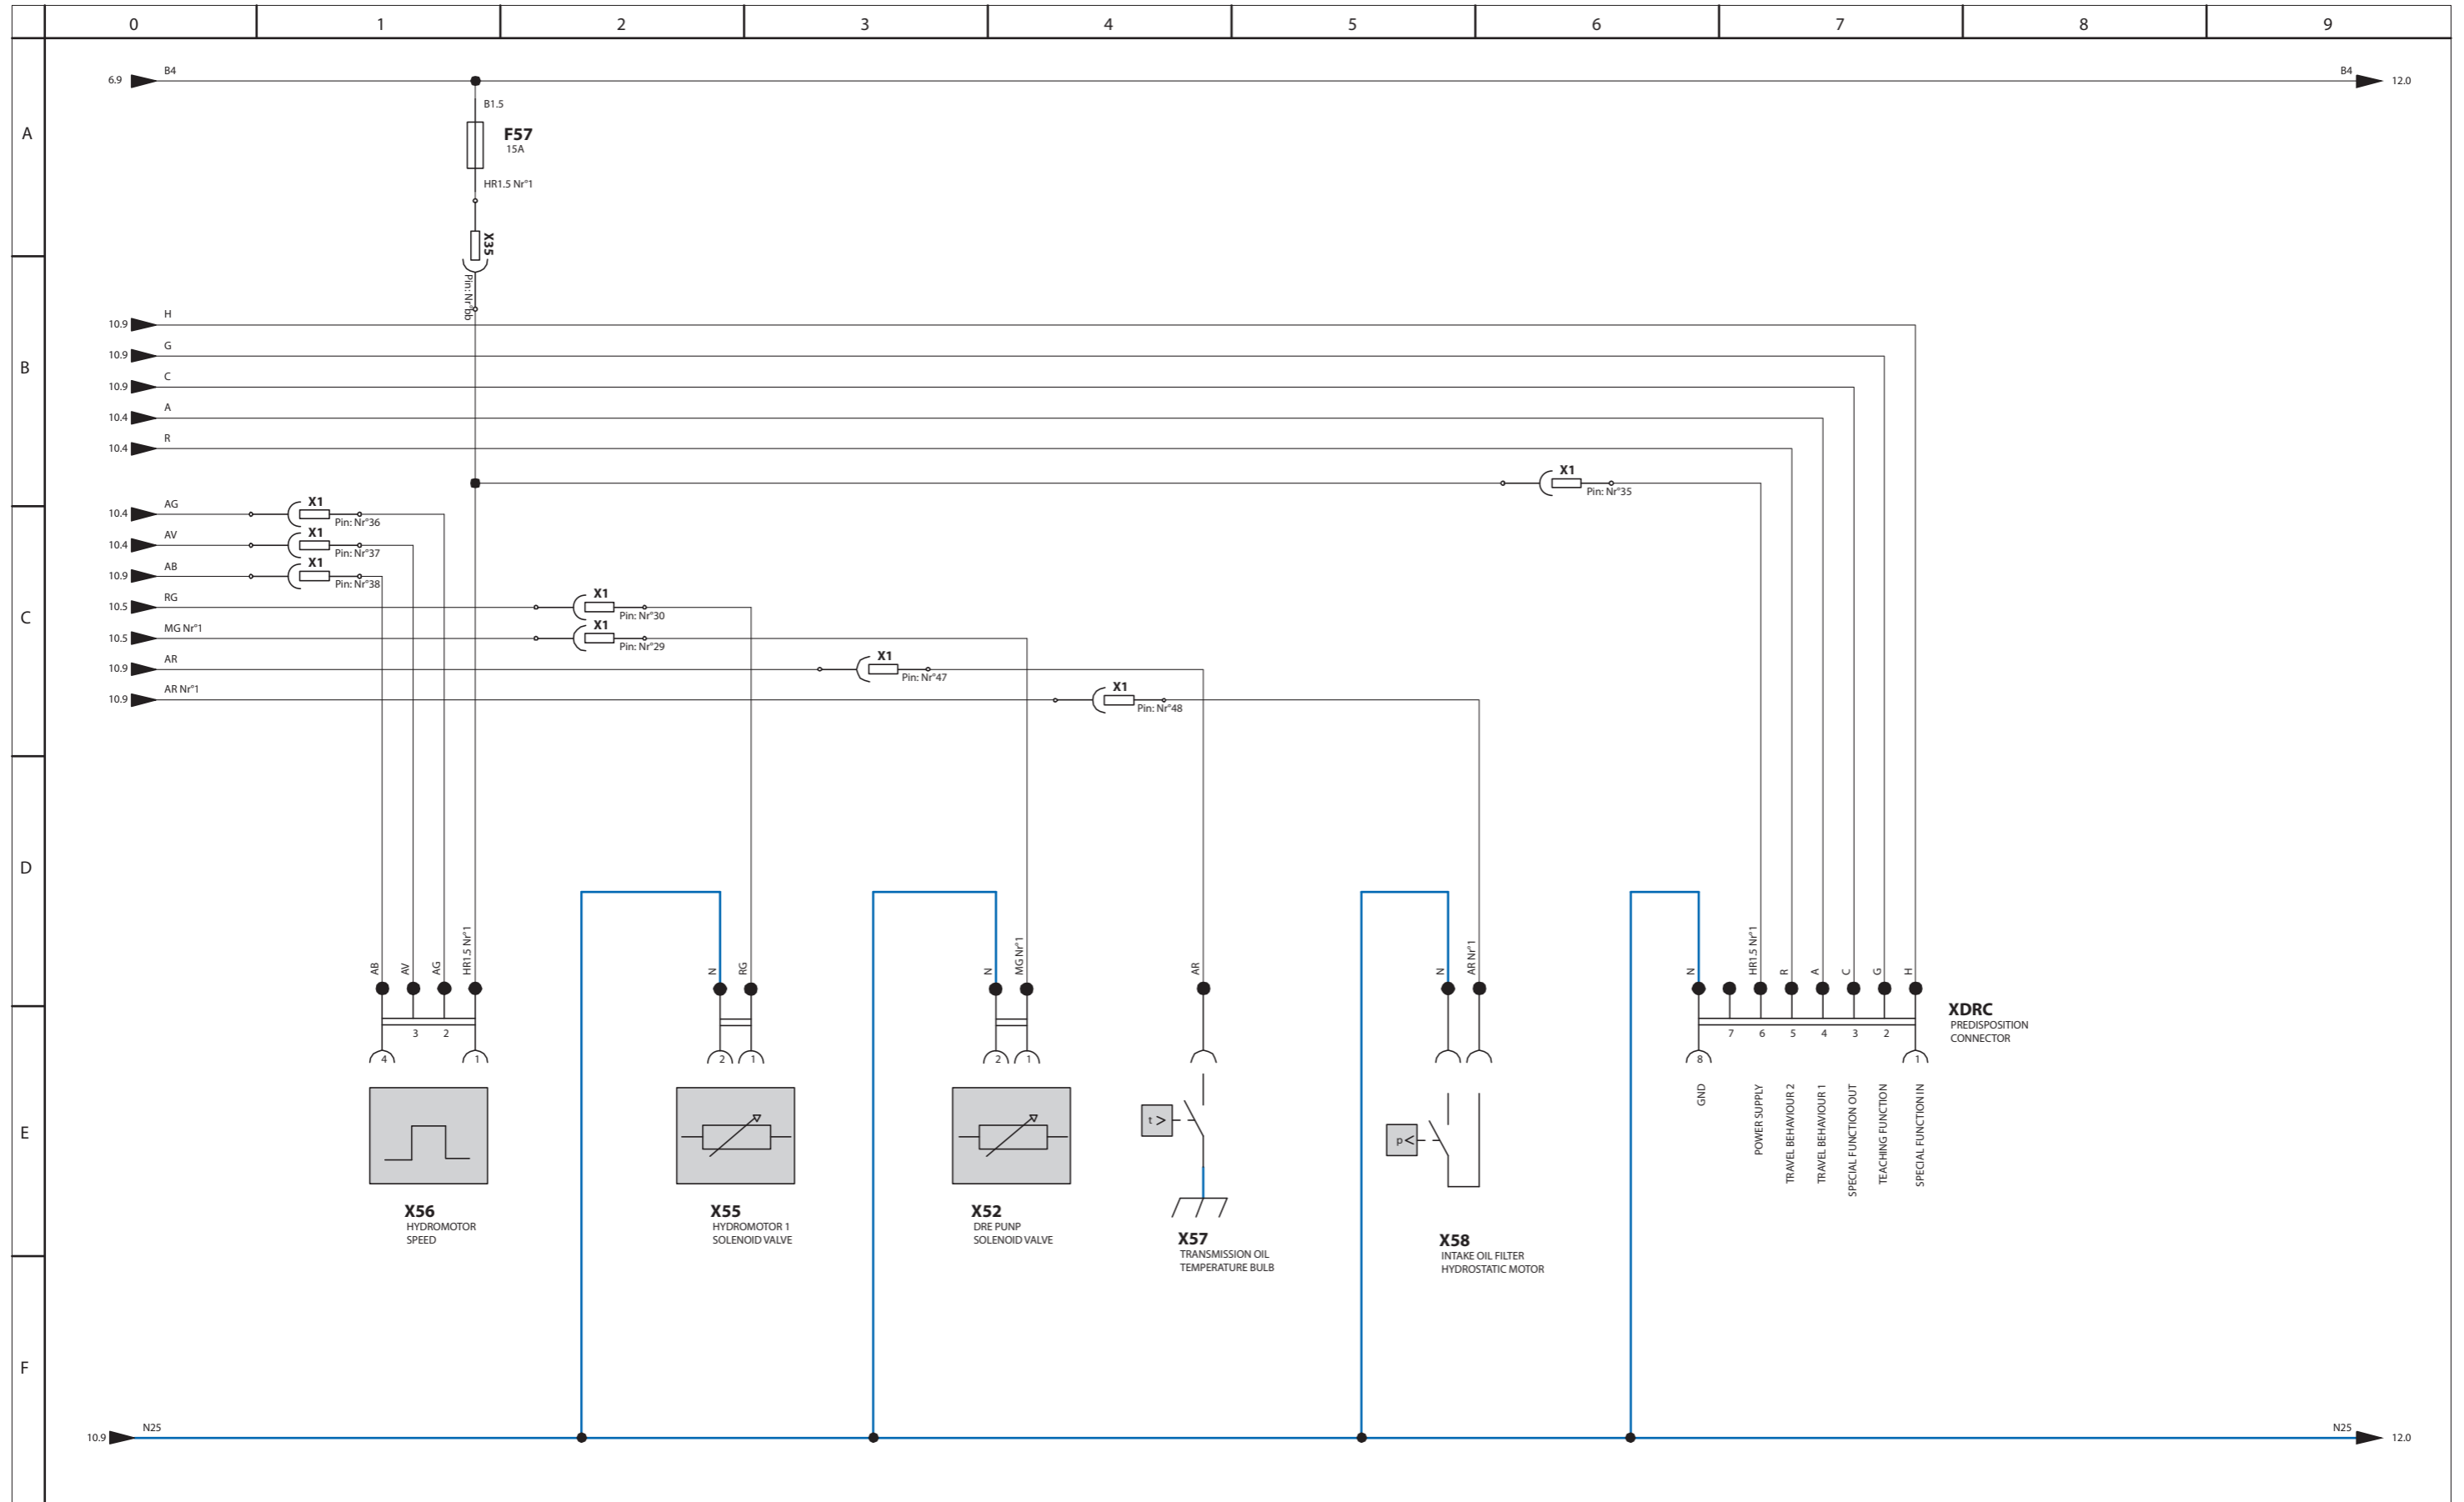 0 1 2 3 4 5 6 7 8 9
A
B
C
D
E
F
6.9 B4
B4 12.0
B1.5
F57
15A
HR1.5 Nr°1
X35
Pin: Nr°bb
10.9 H
10.9 G
10.9 C
10.4 A
10.4 R
X1
Pin: Nr°35
10.4 AG X1
Pin: Nr°36
10.4 AV X1
Pin: Nr°37
10.9 AB X1
Pin: Nr°38
10.5 RG X1
Pin: Nr°30
10.5 MG Nr°1 X1
Pin: Nr°29
10.9 AR X1
Pin: Nr°47
10.9 AR Nr°1 X1
Pin: Nr°48
AB AV AG HR1.5 Nr°1
4 3 2 1
X56
HYDROMOTOR
SPEED
N RG
2 1
X55
HYDROMOTOR 1
SOLENOID VALVE
N MG Nr°1
2 1
X52
DRE PUNP
SOLENOID VALVE
AR
t >
X57
TRANSMISSION OIL
TEMPERATURE BULB
N AR Nr°1
p<
X58
INTAKE OIL FILTER
HYDROSTATIC MOTOR
N HR1.5 Nr°1 R A C G H
XDRC
PREDISPOSITION
CONNECTOR
8 7 6 5 4 3 2 1
GND
POWER SUPPLY
TRAVEL BEHAVIOUR 2
TRAVEL BEHAVIOUR 1
SPECIAL FUNCTION OUT
TEACHING FUNCTION
SPECIAL FUNCTION IN
10.9 N25
N25 12.0